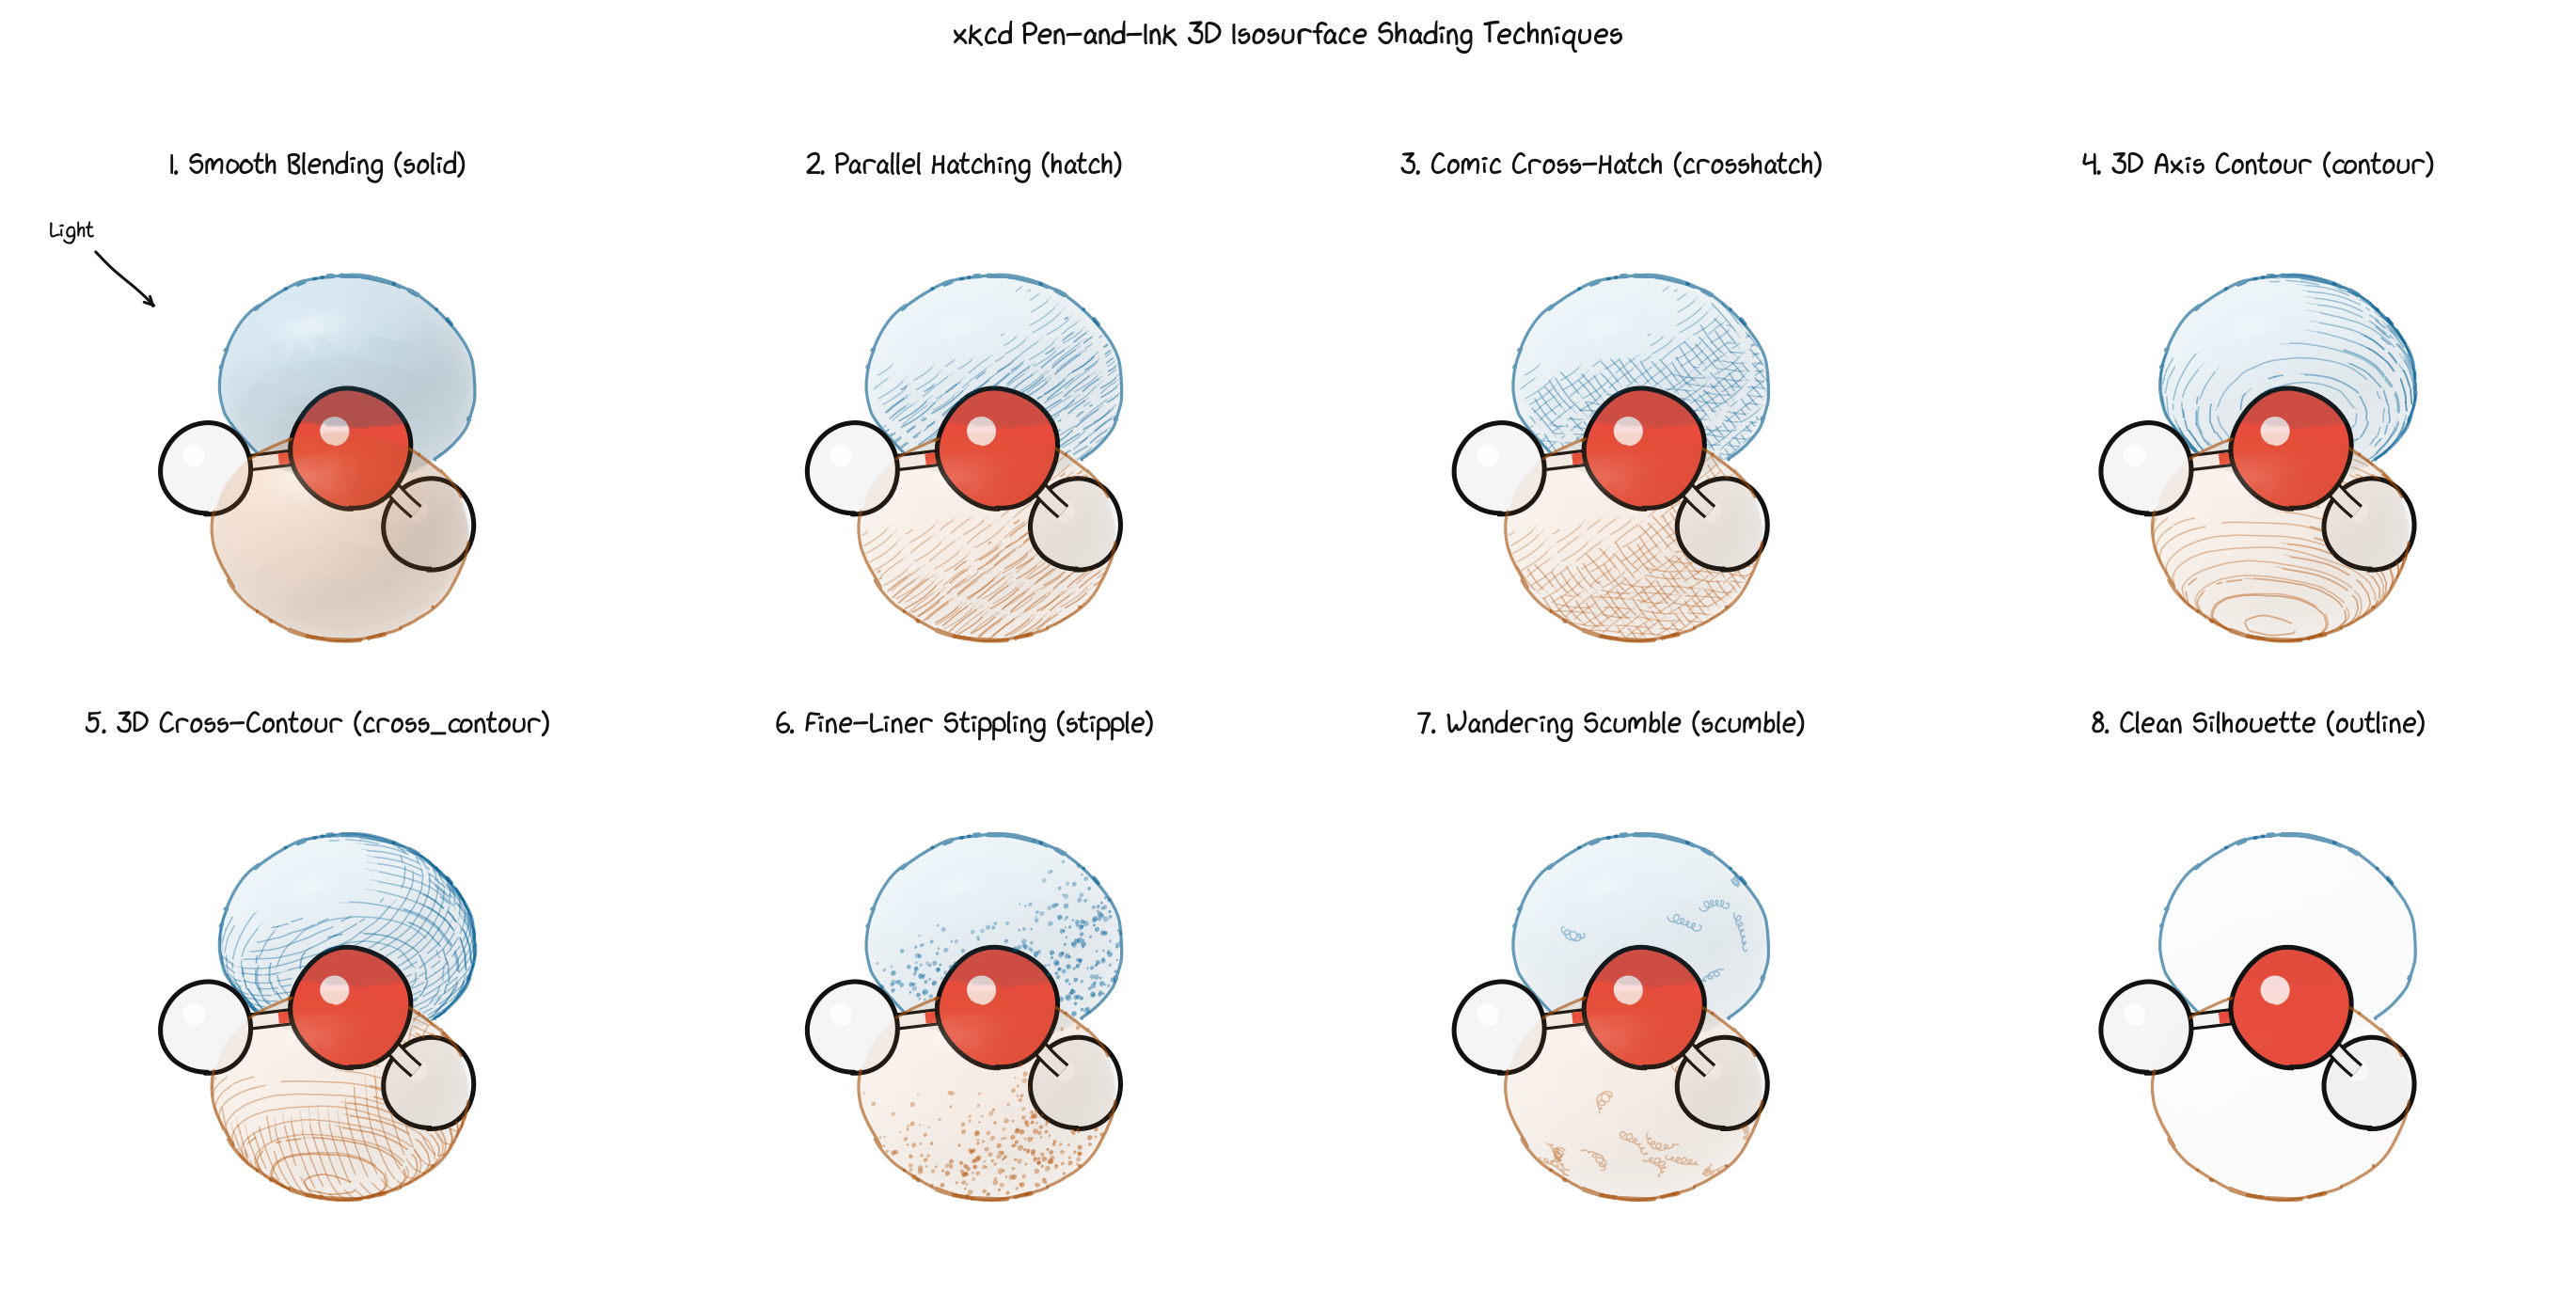 xkcd Pen-and-Ink 3D Isosurface Shading Techniques
1. Smooth Blending (solid)
2. Parallel Hatching (hatch)
3. Comic Cross-Hatch (crosshatch)
4. 3D Axis Contour (contour)
Light
5. 3D Cross-Contour (cross_contour)
6. Fine-Liner Stippling (stipple)
7. Wandering Scumble (scumble)
8. Clean Silhouette (outline)